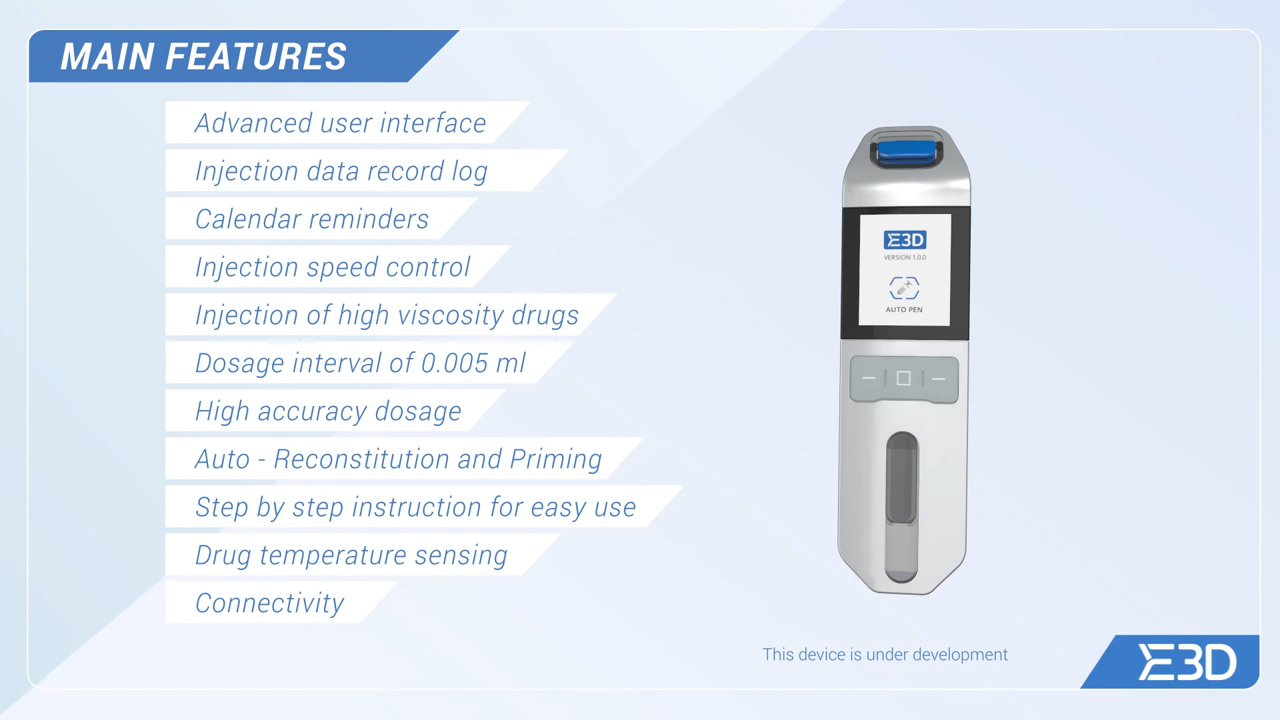 MAIN FEATURES
Advanced user interface
Injection data record log
Calendar reminders
Injection speed control
Injection of high viscosity drugs
Dosage interval of 0.005 ml
High accuracy dosage
Auto - Reconstitution and Priming
Step by step instruction for easy use
Drug temperature sensing
Connectivity
E3D
VERSION 1.0.0
AUTO PEN
This device is under development
E3D